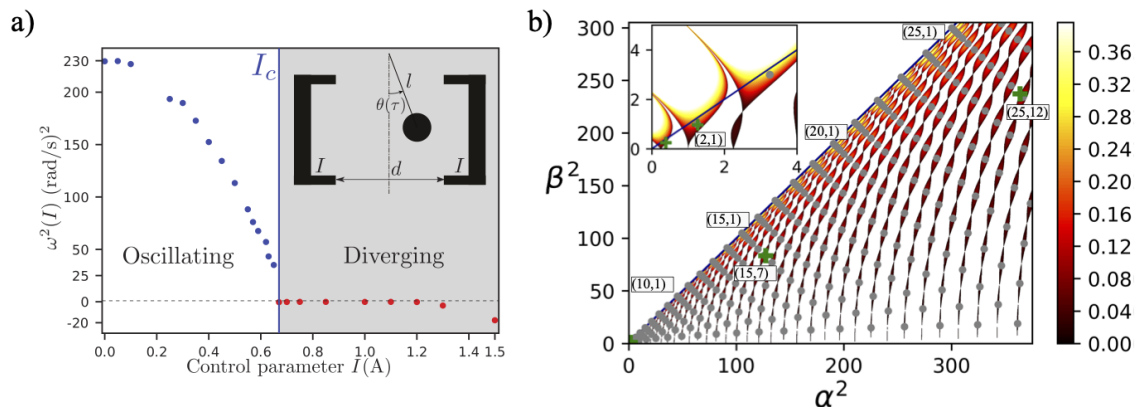 a)
ω²(I) (rad/s)²
230
200
150
100
50
25
0
-20
I_c
l
θ(τ)
I
d
I
Oscillating
Diverging
0.0 0.2 0.4 0.6 0.8 1.0 1.2 1.4 1.5
Control parameter I(A)
b)
β²
300
250
200
150
100
50
0
4
2
0
0 2 4
(2,1)
(25,1)
(25,12)
(20,1)
(15,1)
(15,7)
(10,1)
0 100 200 300
α²
0.36
0.32
0.28
0.24
0.20
0.16
0.12
0.08
0.04
0.00